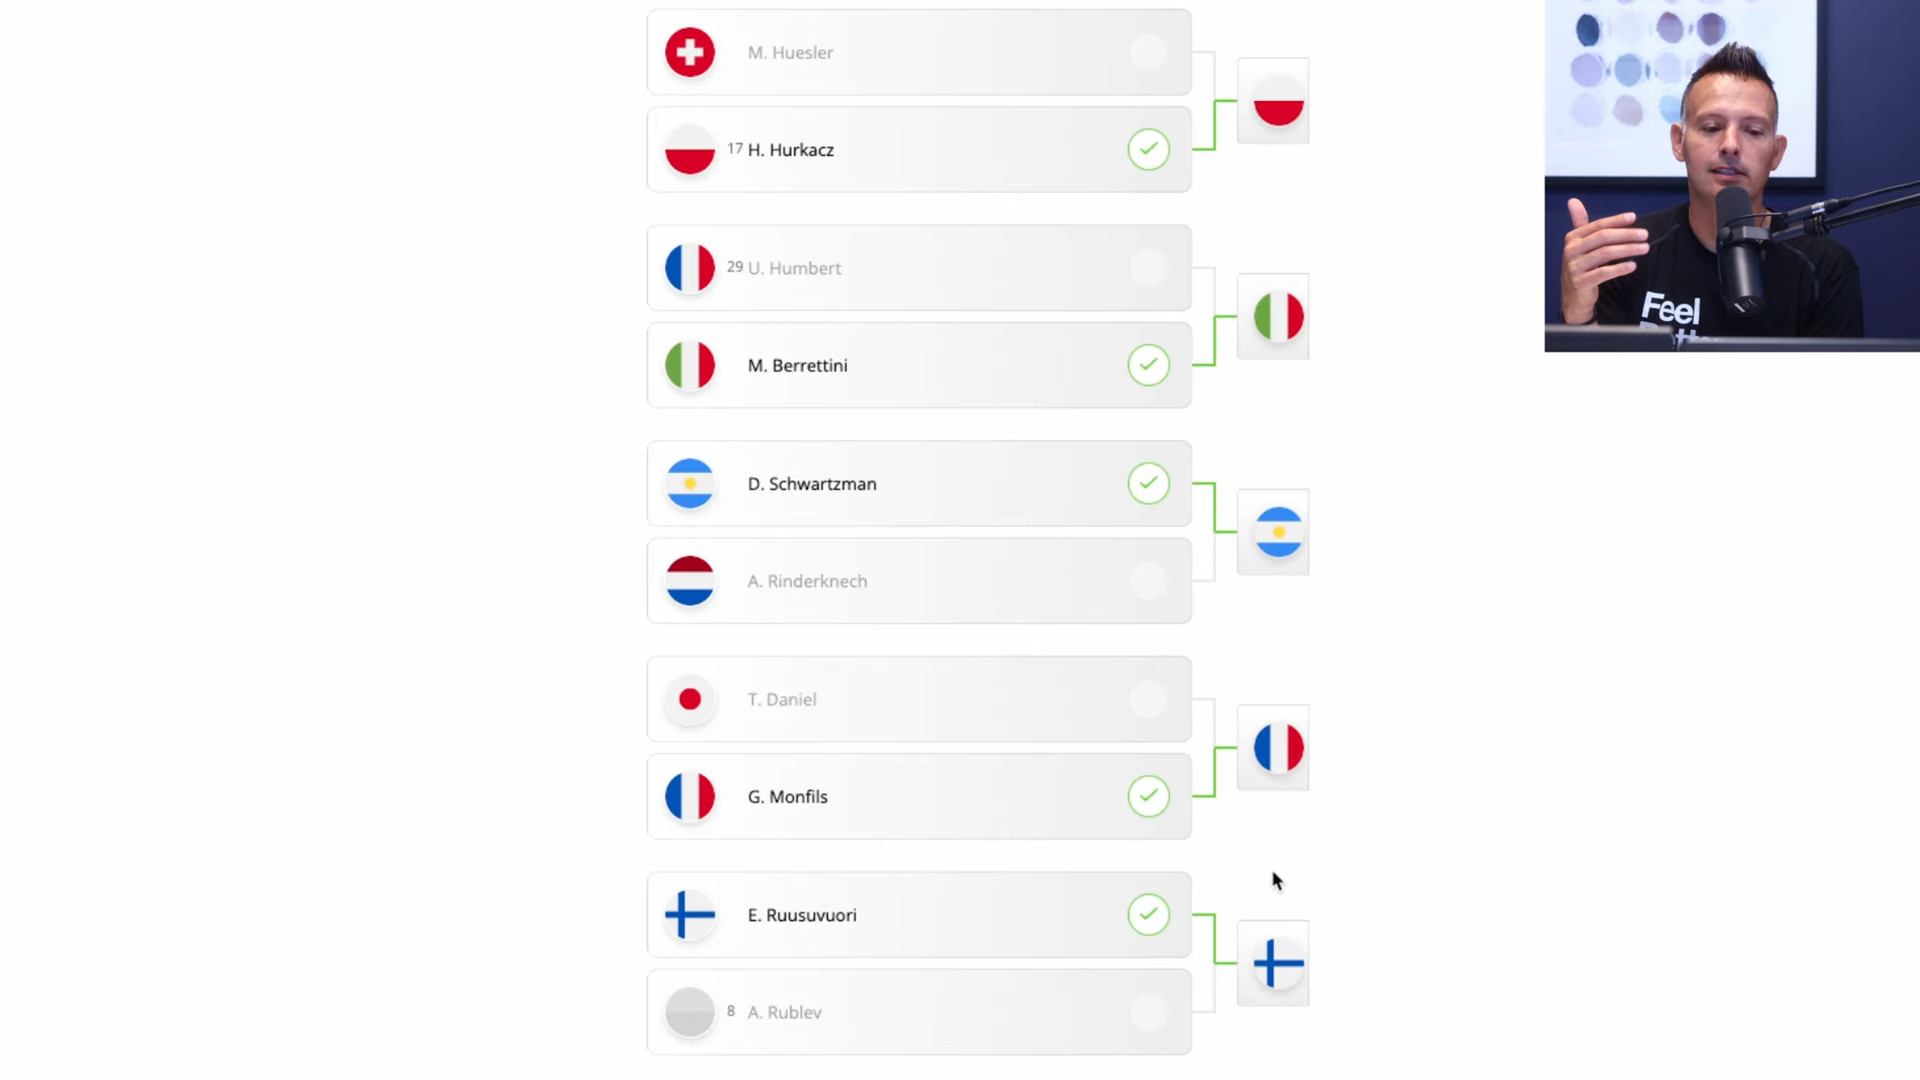 M. Huesler
17 H. Hurkacz
29 U. Humbert
M. Berrettini
D. Schwartzman
A. Rinderknech
T. Daniel
G. Monfils
E. Ruusuvuori
8 A. Rublev
Feel